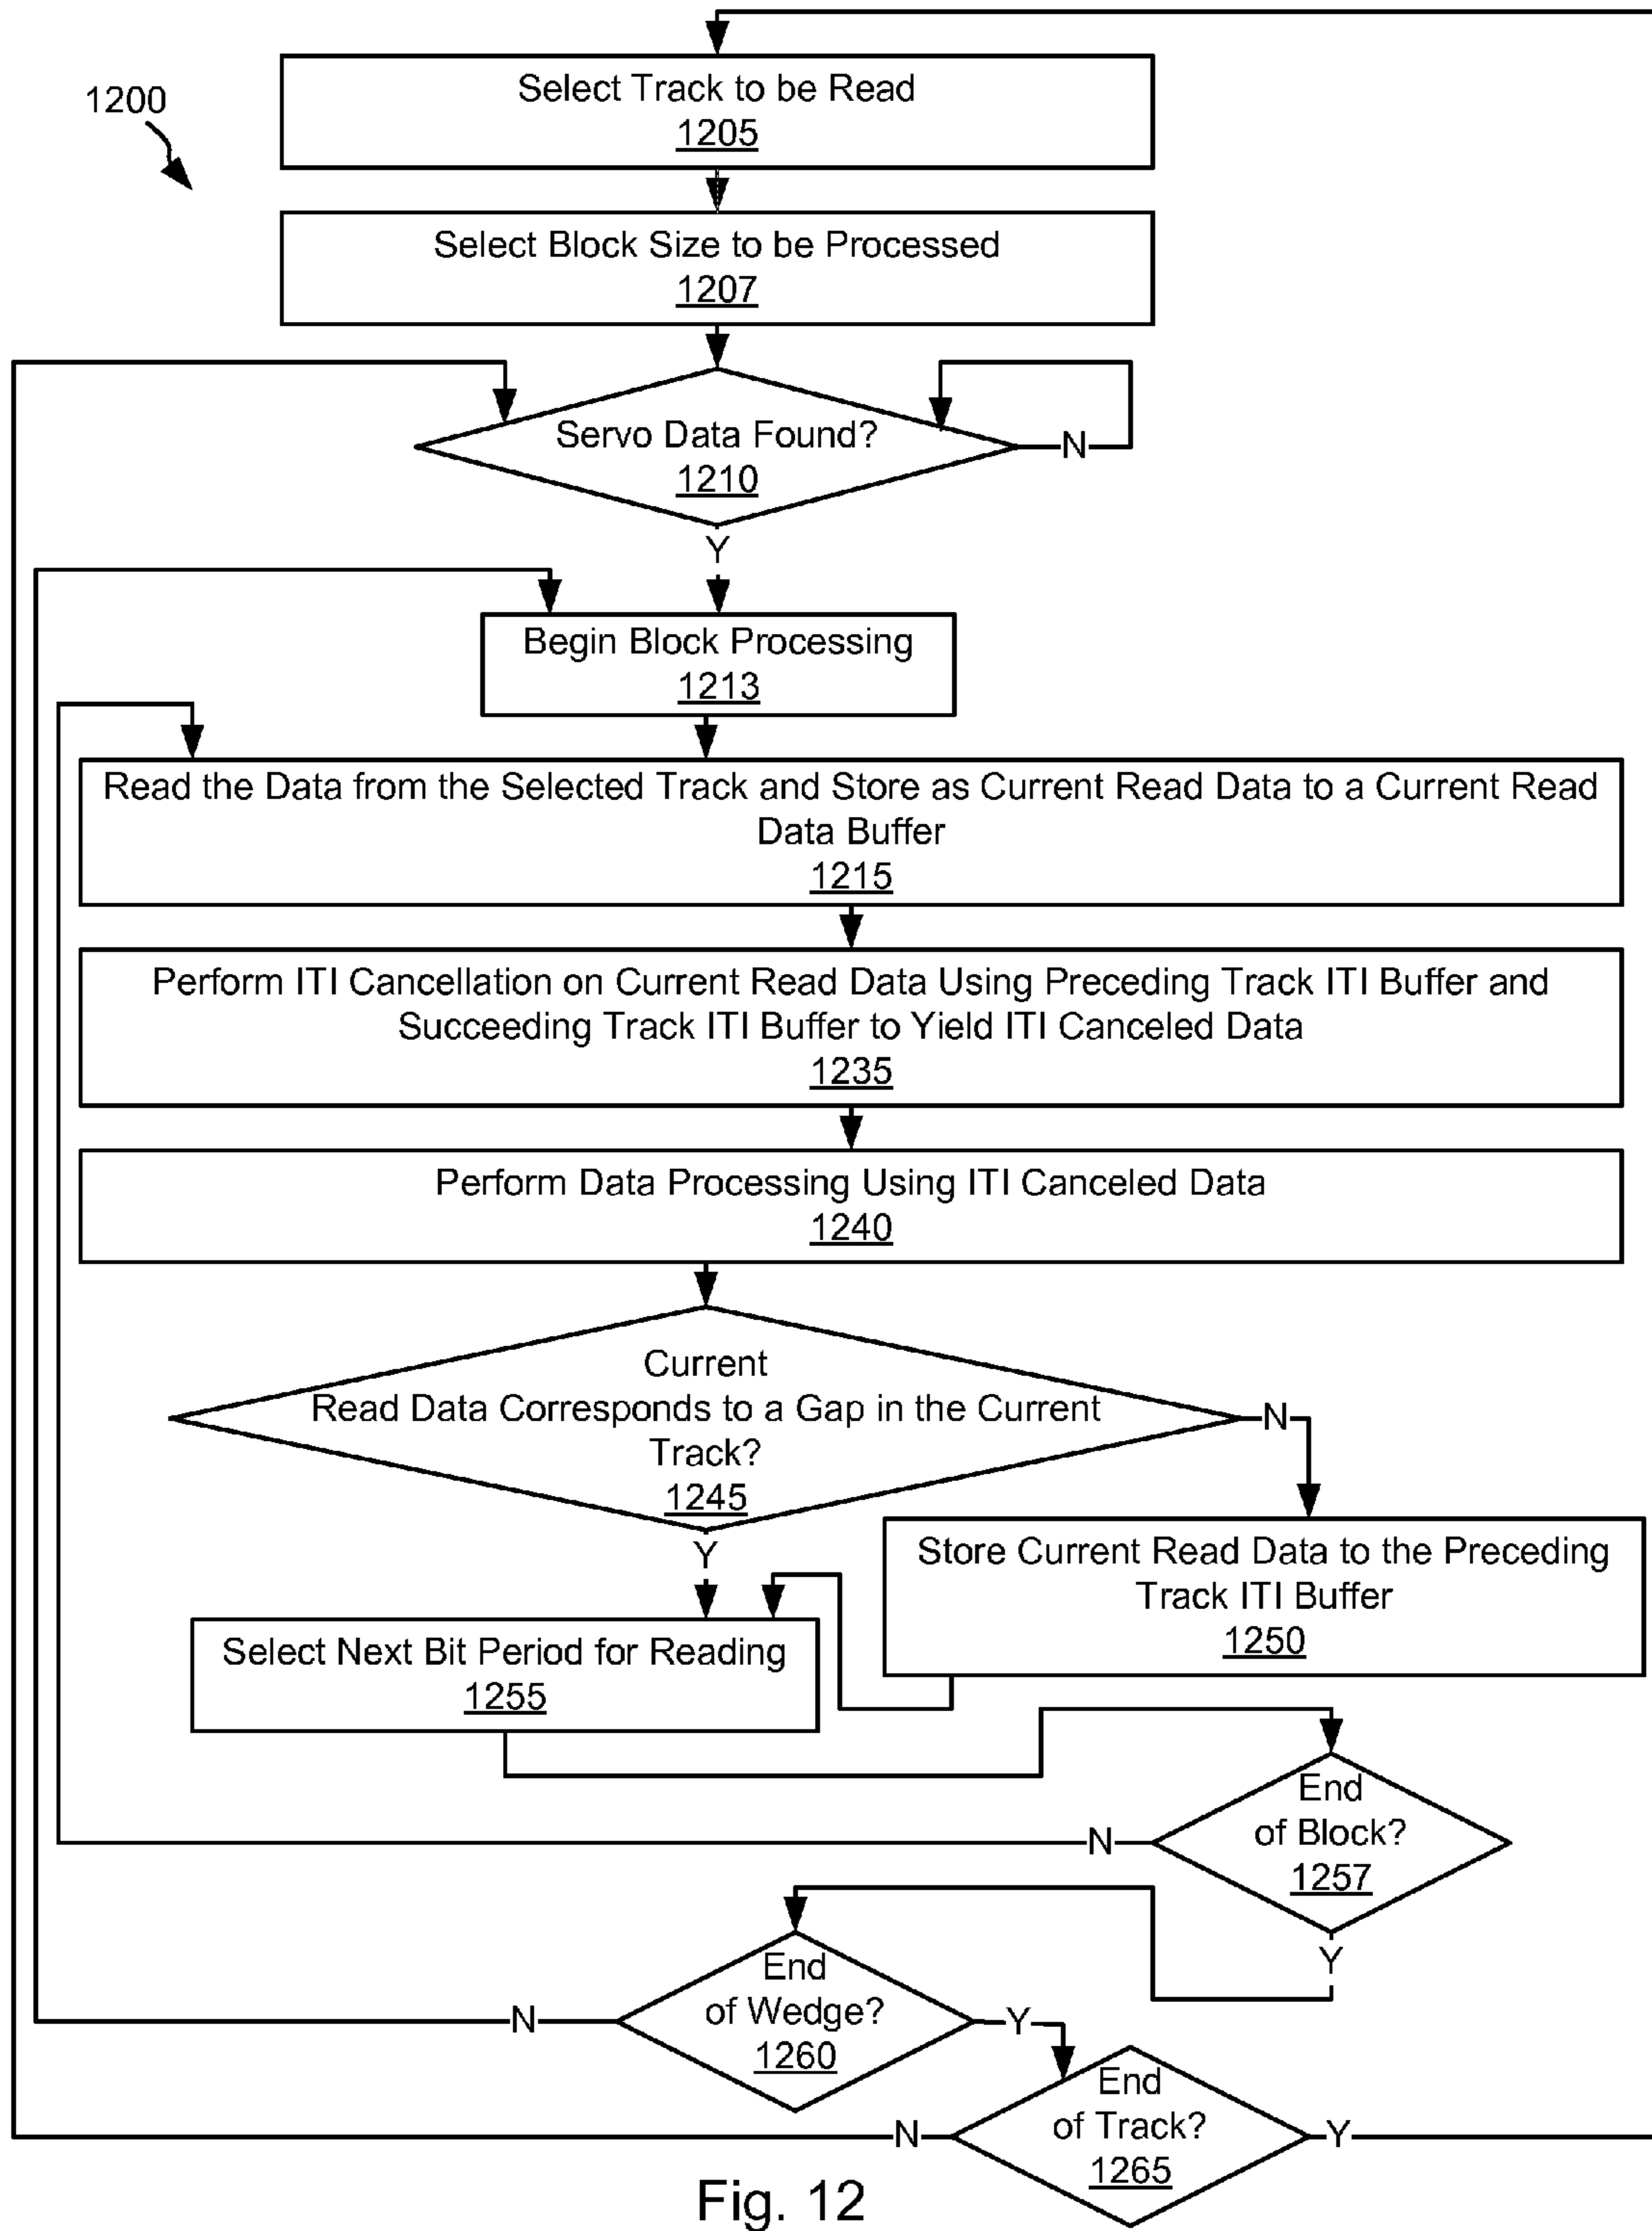 1200
Select Track to be Read
1205
Select Block Size to be Processed
1207
Servo Data Found?
1210
N
Y
Begin Block Processing
1213
Read the Data from the Selected Track and Store as Current Read
Data Buffer
1215
Perform ITI Cancellation on Current Read Data Using Preceding Track ITI Buffer and
Succeeding Track ITI Buffer to Yield ITI Canceled Data
1235
Perform Data Processing Using ITI Canceled Data
1240
Current
Read Data Corresponds to a Gap in the Current
Track?
1245
N
Y
Store Current Read Data to the Preceding
Track ITI Buffer
1250
Select Next Bit Period for Reading
1255
End
of Block?
1257
N
Y
End
of Wedge?
1260
N
Y
End
of Track?
1265
N
Y
Fig. 12